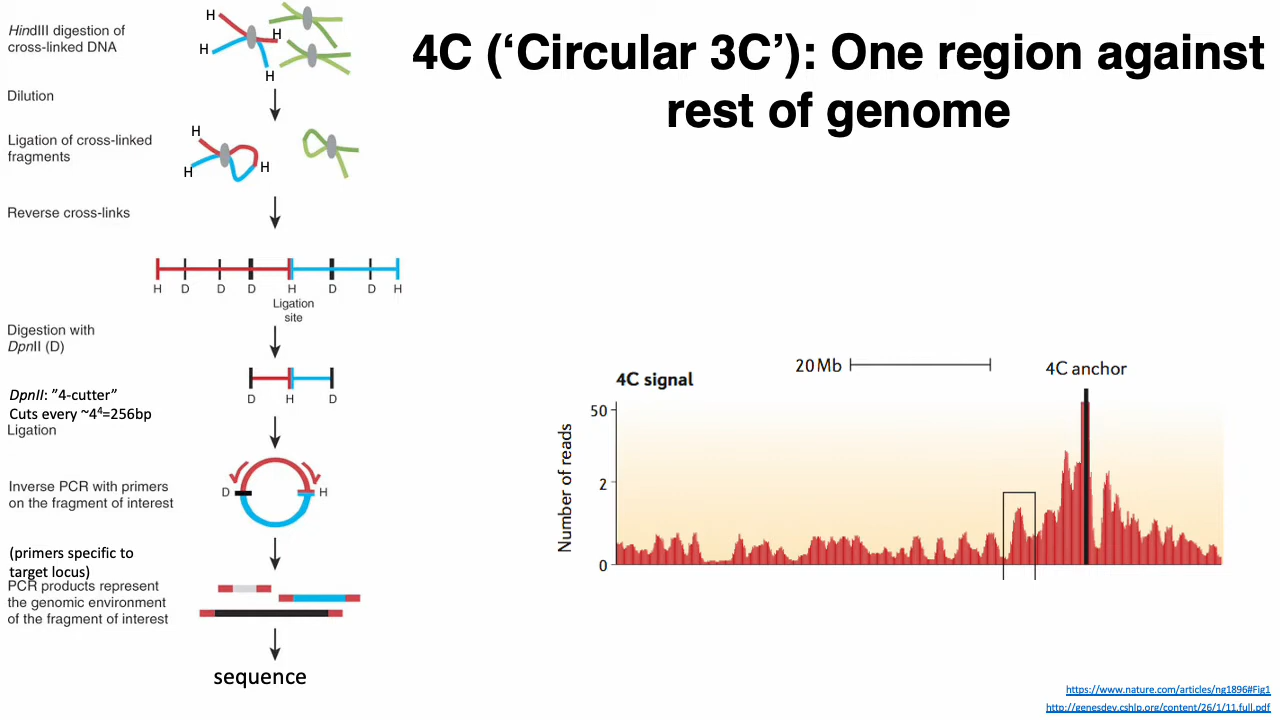 4C (‘Circular 3C’): One region against
rest of genome
HindIII digestion of
cross-linked DNA
H
H
H
H
Dilution
Ligation of cross-linked
fragments
H
H
H
Reverse cross-links
H D D D H D D H
Ligation
site
Digestion with
DpnII (D)
D H D
DpnII: ”4-cutter”
Cuts every ~4⁴=256bp
Ligation
Inverse PCR with primers
on the fragment of interest
D H
(primers specific to
target locus)
PCR products represent
the genomic environment
of the fragment of interest
sequence
20 Mb
4C anchor
4C signal
50
2
0
Number of reads
https://www.nature.com/articles/ng1896#Fig1
http://genesdev.cshlp.org/content/26/1/11.full.pdf